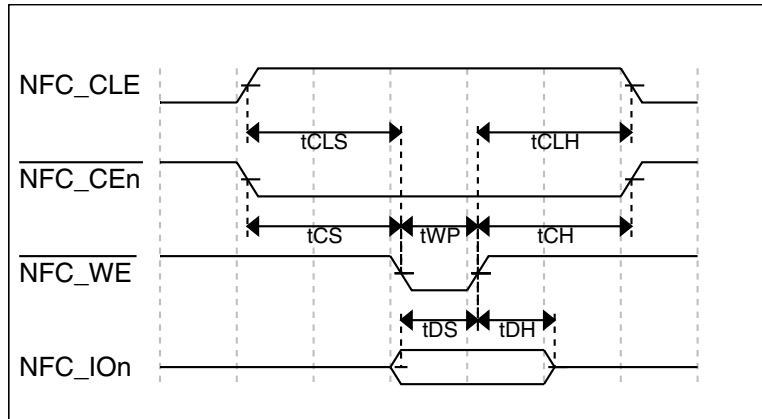 NFC_CLE
tCLS tCLH
NFC_CEn
tCS tWP tCH
NFC_WE
tDS tDH
NFC_IOn